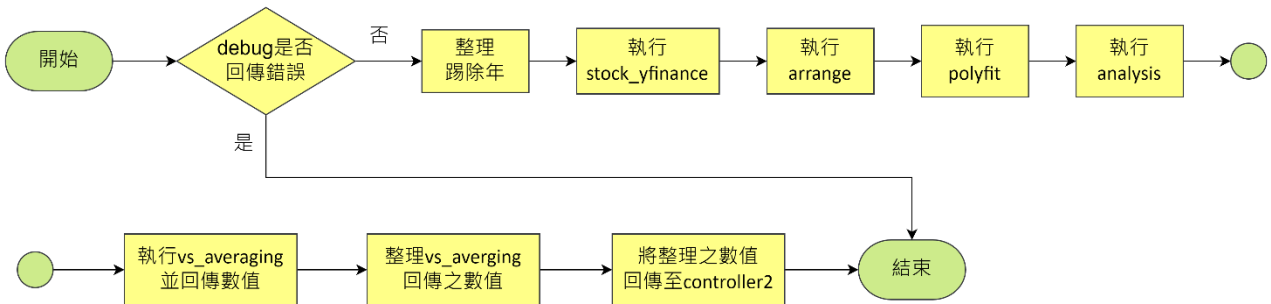 開始
debug是否
回傳錯誤
否
整理
踢除年
執行
stock_yfinance
執行
arrange
執行
polyfit
執行
analysis
是
執行vs_averaging
並回傳數值
整理vs_averging
回傳之數值
將整理之數值
回傳至controller2
結束